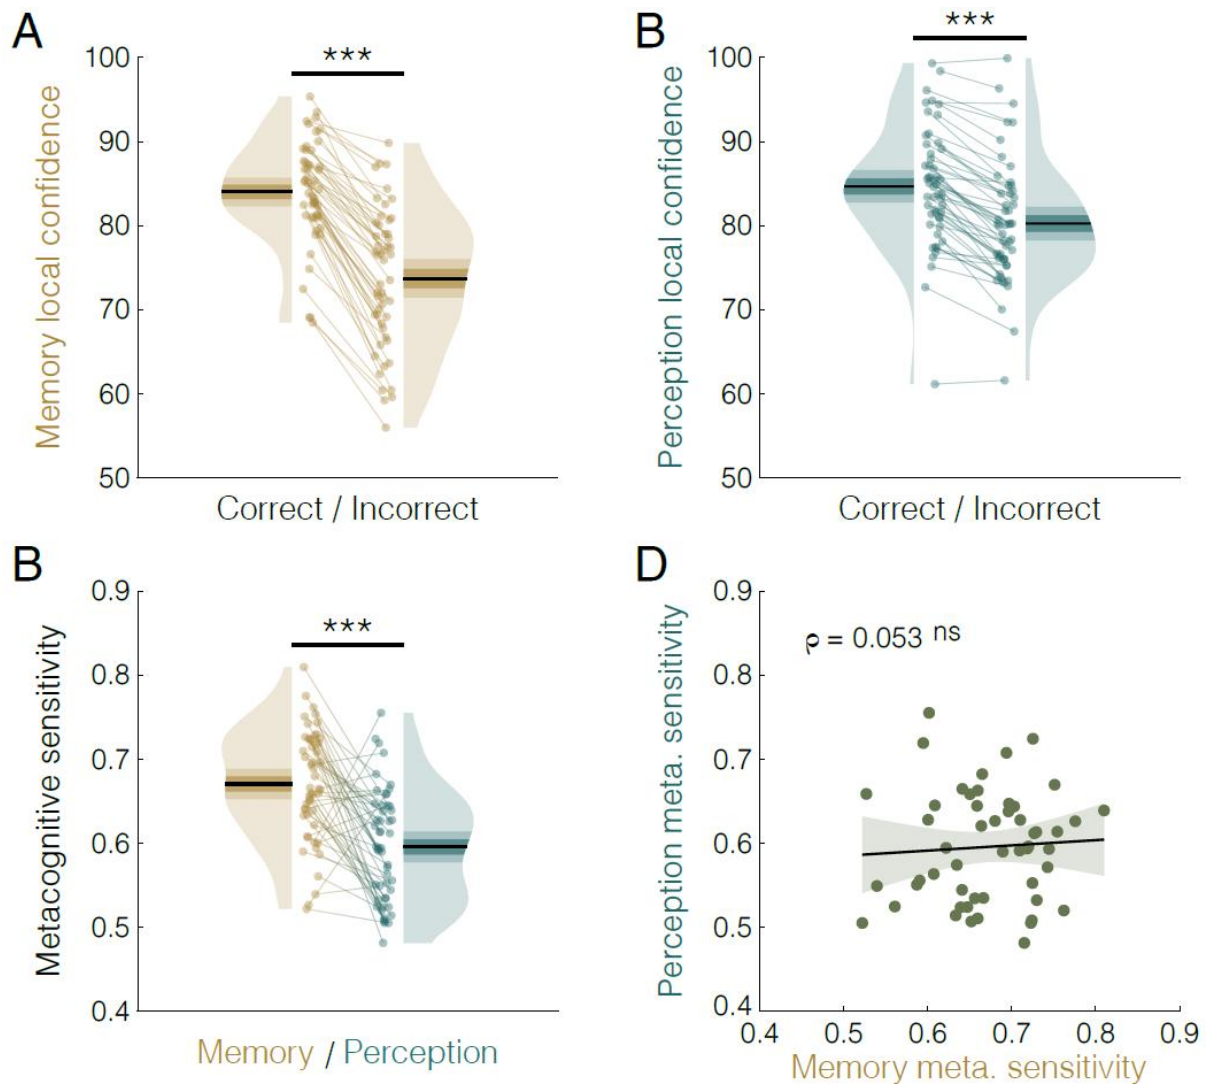 A
B
***
***
100
90
80
70
60
50
Memory local confidence
Correct / Incorrect
100
90
80
70
60
50
Perception local confidence
Correct / Incorrect
B
***
0.9
0.8
0.7
0.6
0.5
0.4
Metacognitive sensitivity
Memory / Perception
D
ρ = 0.053 ns
0.9
0.8
0.7
0.6
0.5
0.4
Perception meta. sensitivity
0.4 0.5 0.6 0.7 0.8 0.9
Memory meta. sensitivity